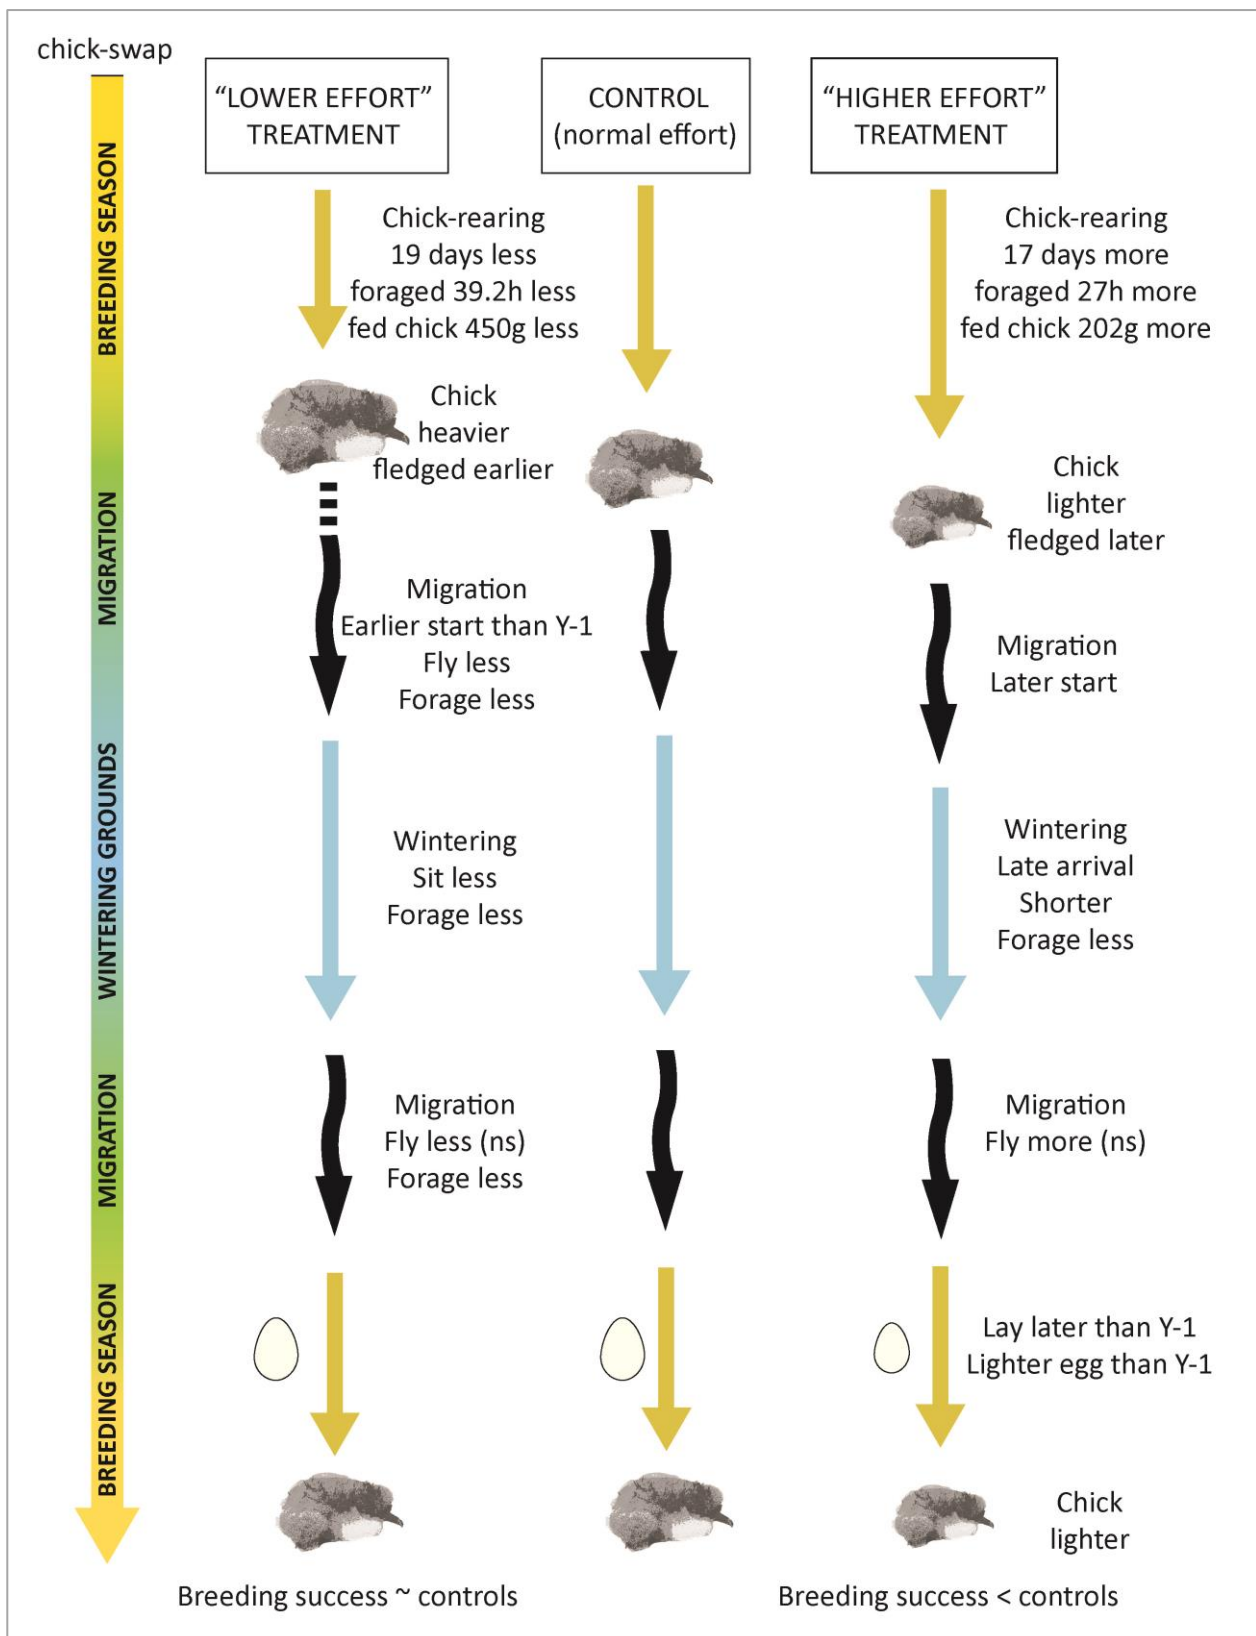 chick-swap
"LOWER EFFORT"
TREATMENT
CONTROL
(normal effort)
"HIGHER EFFORT"
TREATMENT
BREEDING SEASON
MIGRATION
WINTERING GROUNDS
MIGRATION
BREEDING SEASON
Chick-rearing
19 days less
foraged 39.2h less
fed chick 450g less
Chick-rearing
17 days more
foraged 27h more
fed chick 202g more
Chick
heavier
fledged earlier
Chick
lighter
fledged later
Migration
Earlier start than Y-1
Fly less
Forage less
Migration
Later start
Wintering
Sit less
Forage less
Wintering
Late arrival
Shorter
Forage less
Migration
Fly less (ns)
Forage less
Migration
Fly more (ns)
Lay later than Y-1
Lighter egg than Y-1
Chick
lighter
Breeding success ~ controls
Breeding success < controls